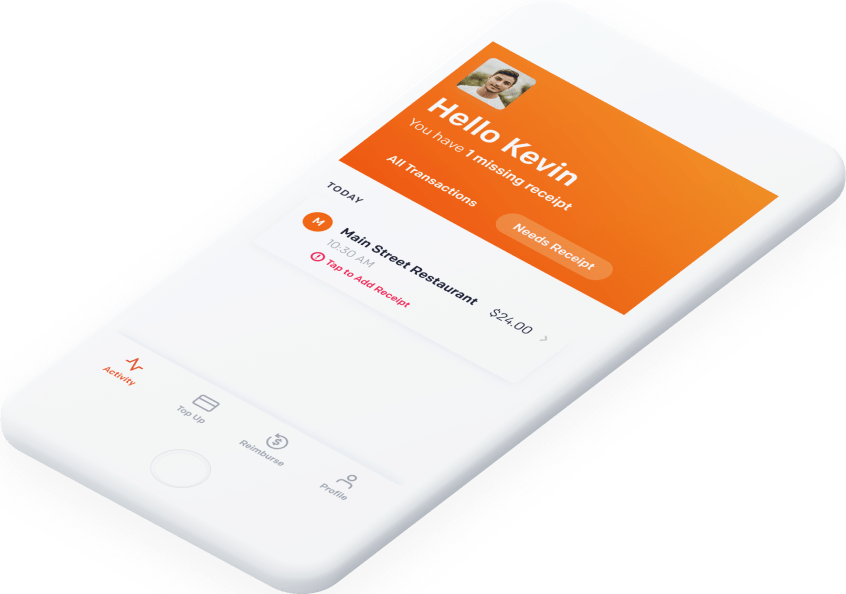 Hello Kevin
You have 1 missing receipt
All Transactions
Needs Receipt
TODAY
M
Main Street Restaurant
$24.00
10:30 AM
! Tap to Add Receipt
Activity
Top Up
$
Reimburse
Profile